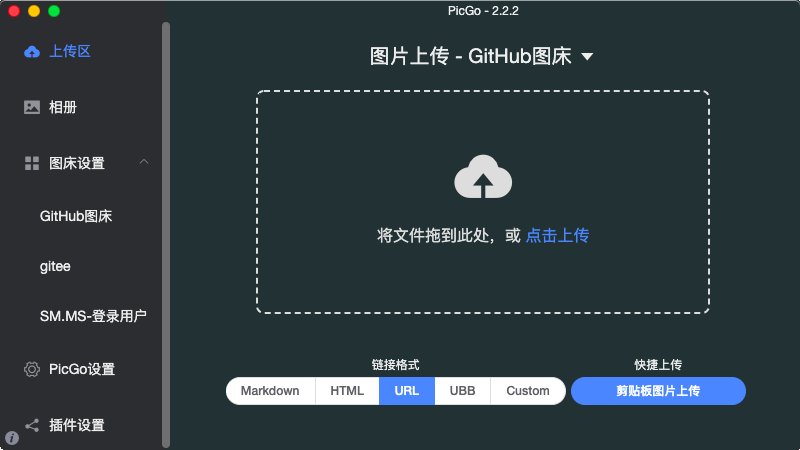 PicGo - 2.2.2
上传区
相册
图床设置
GitHub图床
gitee
SM.MS-登录用户
PicGo设置
插件设置
图片上传 - GitHub图床
将文件拖到此处，或 点击上传
链接格式
Markdown HTML URL UBB Custom
快捷上传
剪贴板图片上传